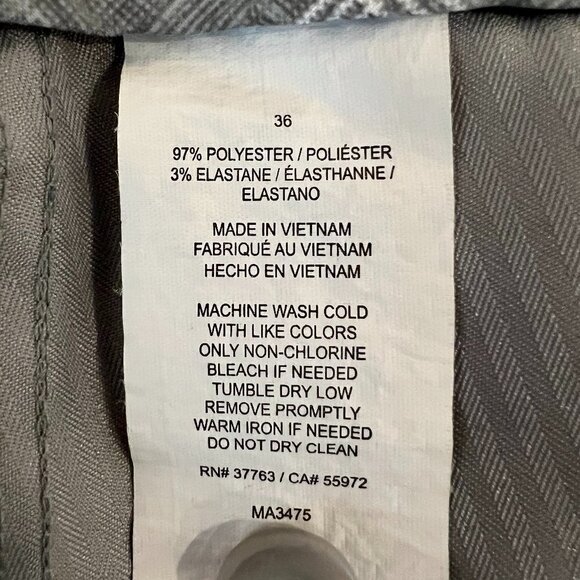 36
97% POLYESTER / POLIÉSTER
3% ELASTANE / ÉLASTHANNE /
ELASTANO
MADE IN VIETNAM
FABRIQUÉ AU VIETNAM
HECHO EN VIETNAM
MACHINE WASH COLD
WITH LIKE COLORS
ONLY NON-CHLORINE
BLEACH IF NEEDED
TUMBLE DRY LOW
REMOVE PROMPTLY
WARM IRON IF NEEDED
DO NOT DRY CLEAN
RN# 37763 / CA# 55972
MA3475